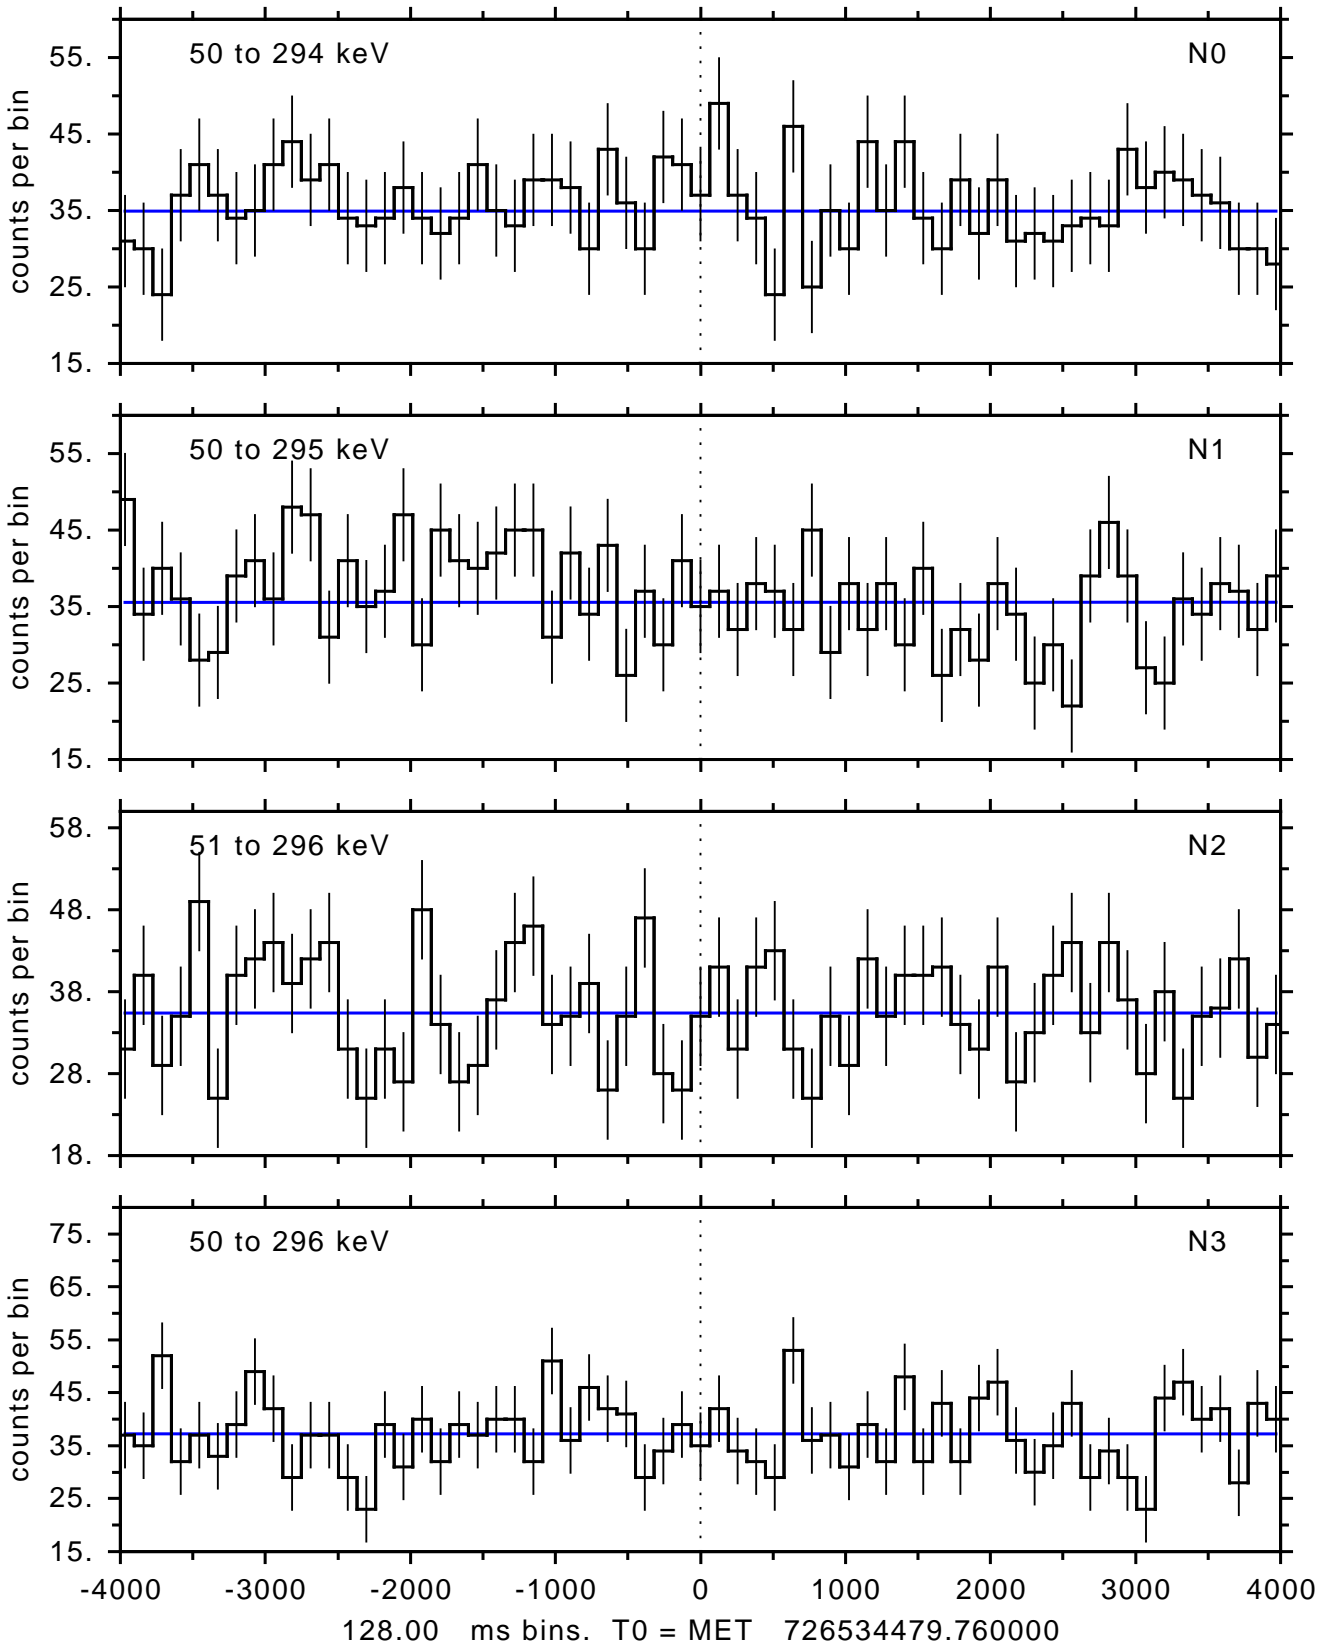 50 to 294 keV
N0
55.
45.
35.
25.
15.
counts per bin
50 to 295 keV
N1
55.
45.
35.
25.
15.
counts per bin
51 to 296 keV
N2
58.
48.
38.
28.
18.
counts per bin
50 to 296 keV
N3
75.
65.
55.
45.
35.
25.
15.
counts per bin
-4000 -3000 -2000 -1000 0 1000 2000 3000 4000
128.00 ms bins. T0 = MET 726534479.760000